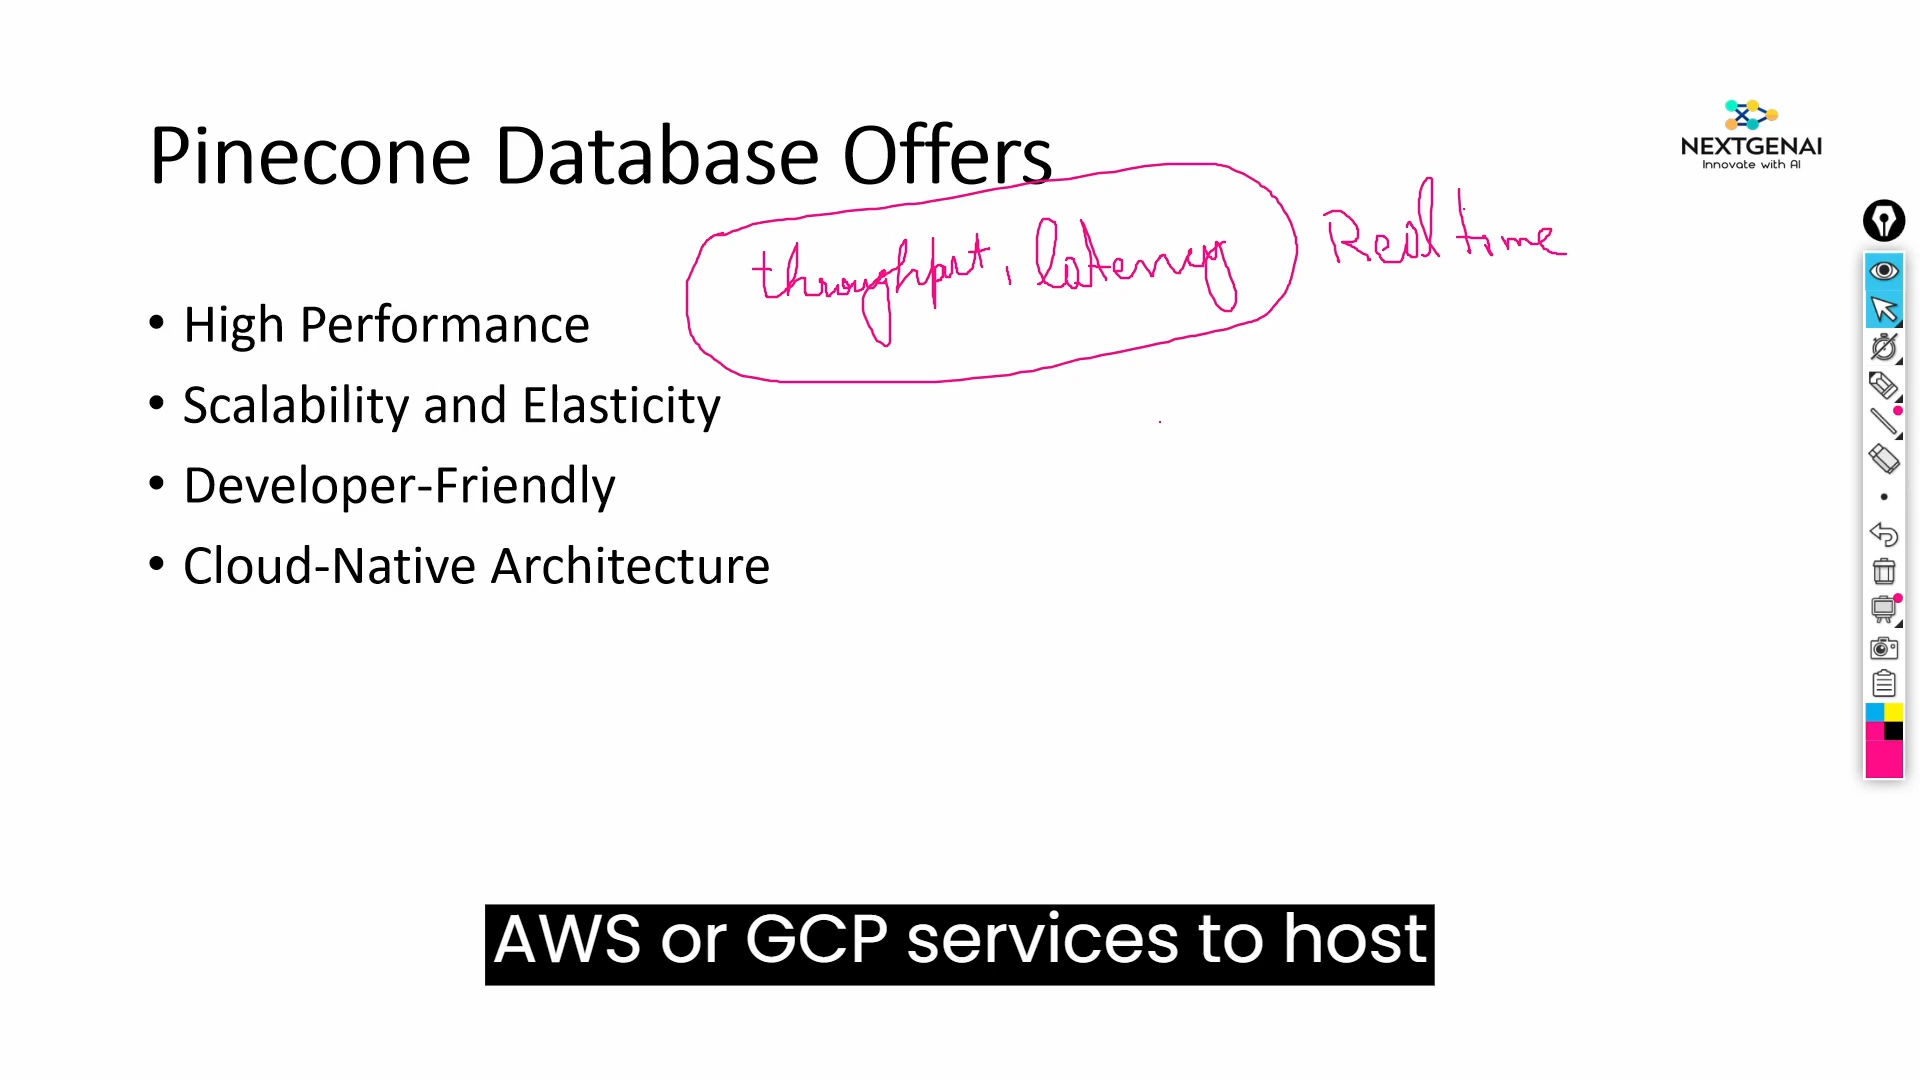 Pinecone Database Offers
NEXTGENAI
Innovate with AI
throughput, latency
Real time
• High Performance
• Scalability and Elasticity
• Developer-Friendly
• Cloud-Native Architecture
AWS or GCP services to host